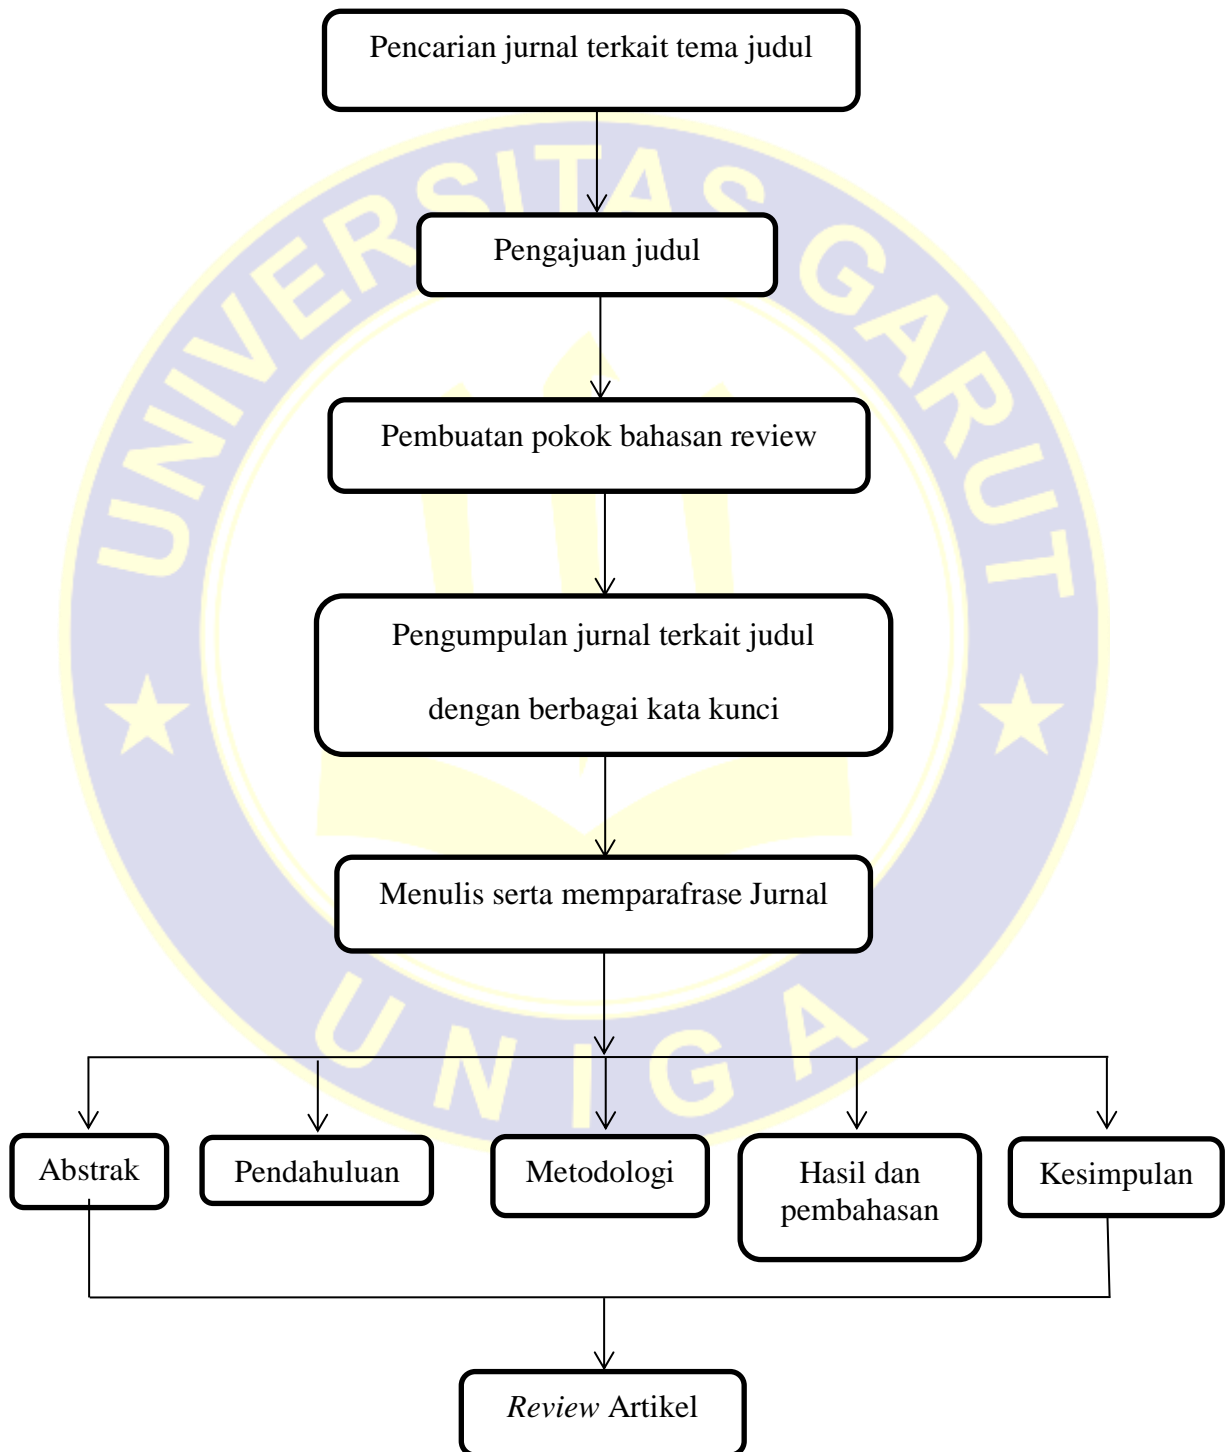 Pencarian jurnal terkait tema judul
UNIVERSITAS GARUT
Pengajuan judul
Pembuatan pokok bahasan review
Pengumpulan jurnal terkait judul
dengan berbagai kata kunci
Menulis serta memparafrase Jurnal
UNIGA
Abstrak
Pendahuluan
Metodologi
Hasil dan
pembahasan
Kesimpulan
Review Artikel